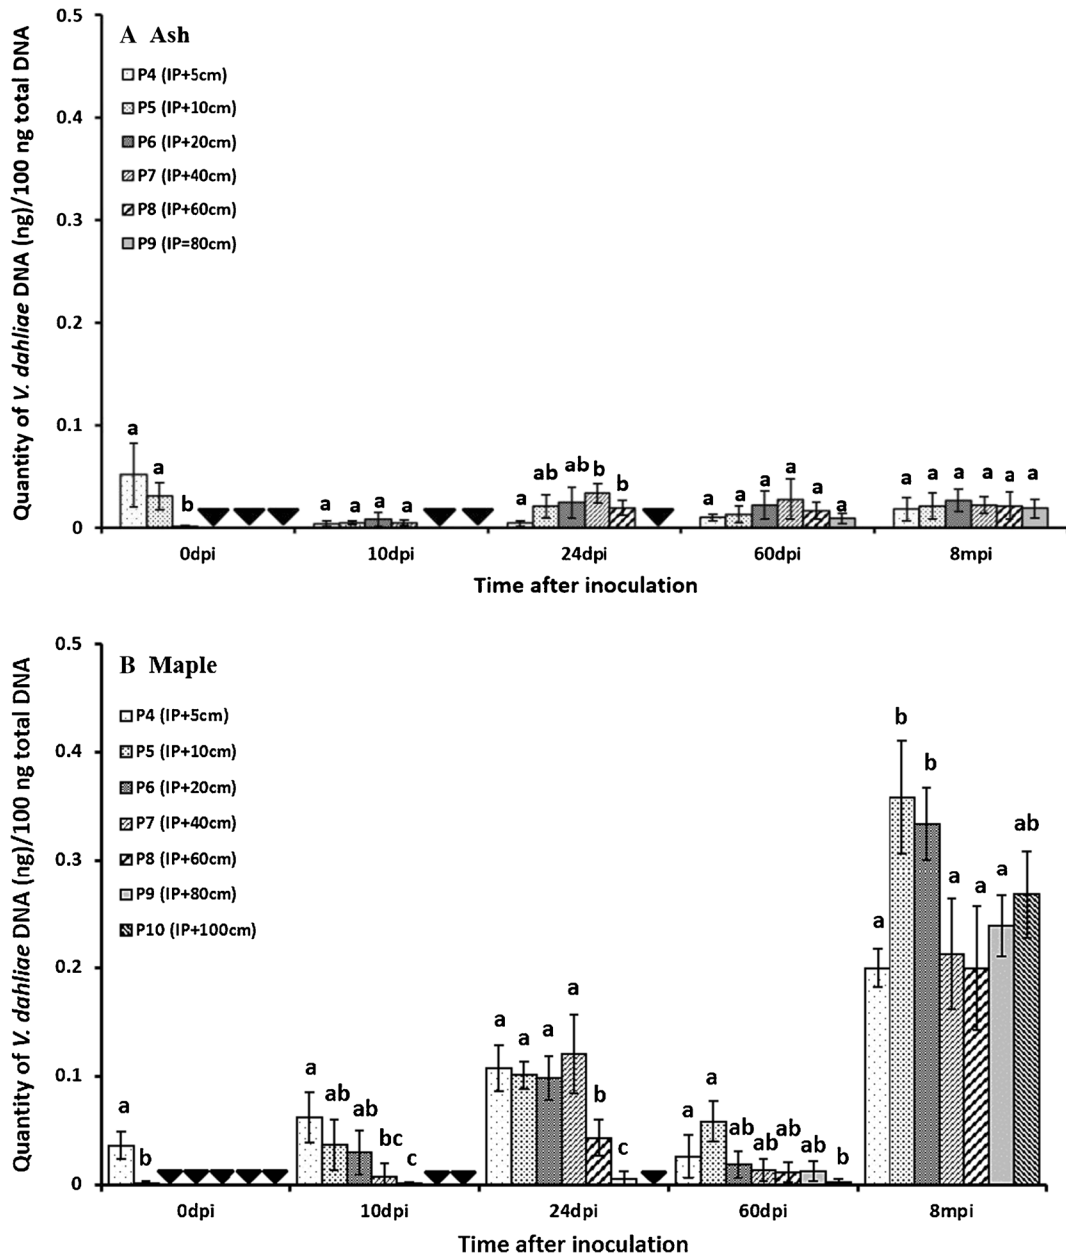 Quantity of V. dahliae DNA (ng)/100 ng total DNA
0.5
0.4
0.3
0.2
0.1
0
A Ash
P4 (IP+5cm)
P5 (IP+10cm)
P6 (IP+20cm)
P7 (IP+40cm)
P8 (IP+60cm)
P9 (IP=80cm)
a a b
a a a a
a ab ab b b
a a a a a a
a a a a a a
0dpi 10dpi 24dpi 60dpi 8mpi
Time after inoculation
Quantity of V. dahliae DNA (ng)/100 ng total DNA
0.5
0.4
0.3
0.2
0.1
0
B Maple
P4 (IP+5cm)
P5 (IP+10cm)
P6 (IP+20cm)
P7 (IP+40cm)
P8 (IP+60cm)
P9 (IP+80cm)
P10 (IP+100cm)
a b
a ab ab bc c
a a a a b c
a a ab ab ab ab b
a b b a a a ab
0dpi 10dpi 24dpi 60dpi 8mpi
Time after inoculation